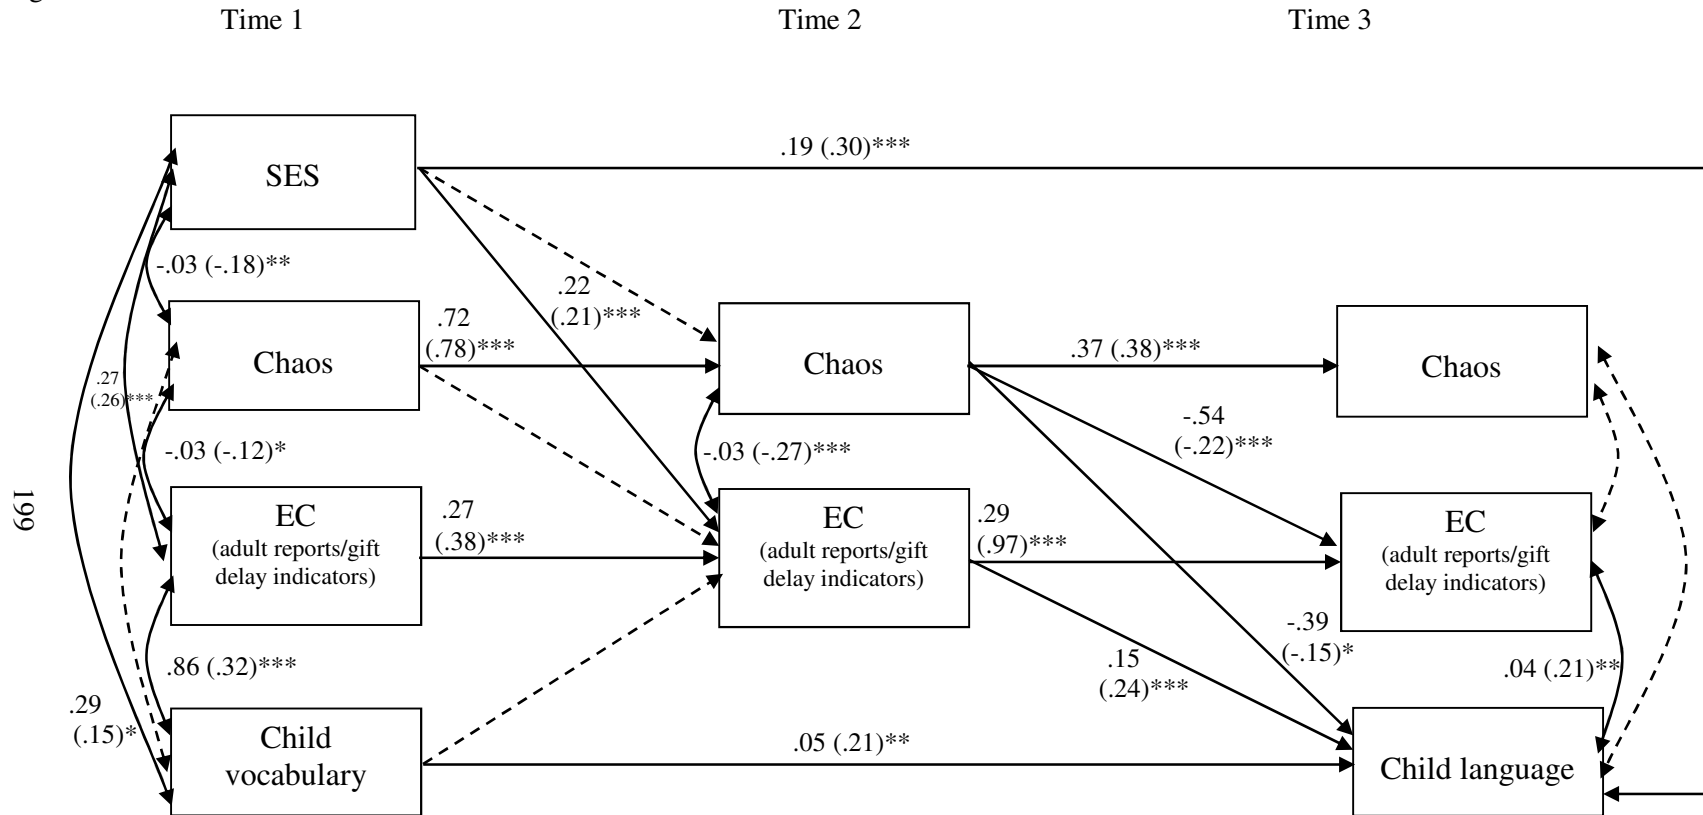 Time 1
Time 2
Time 3
.19 (.30)***
SES
-.03 (-.18)**
.22
(.21)***
.72
(.78)***
Chaos
Chaos
.37 (.38)***
Chaos
.27
(.26)***
-.54
(-.22)***
-.03 (-.12)*
-.03 (-.27)***
EC
(adult reports/gift
delay indicators)
.27
(.38)***
EC
(adult reports/gift
delay indicators)
.29
(.97)***
EC
(adult reports/gift
delay indicators)
199
-.39
(-.15)*
.86 (.32)***
.15
(.24)***
.04 (.21)**
.29
(.15)*
Child
vocabulary
.05 (.21)**
Child language